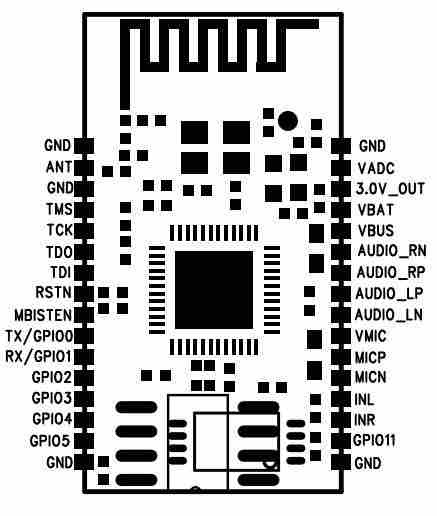 GND
ANT
GND
TMS
TCK
TDO
TDI
RSTN
MBISTEN
TX/GPIO0
RX/GPIO1
GPIO2
GPIO3
GPIO4
GPIO5
GND
GND
VADC
3.0V_OUT
VBAT
VBUS
AUDIO_RN
AUDIO_RP
AUDIO_LP
AUDIO_LN
VMIC
MICP
MICN
INL
INR
GPIO11
GND